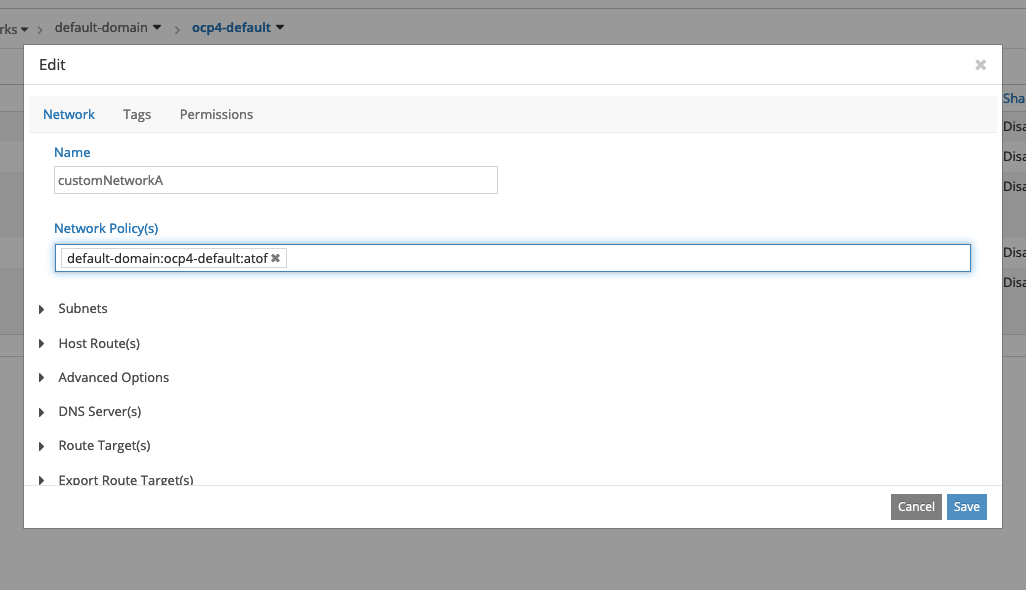 rks > default-domain > ocp4-default
Edit
Network Tags Permissions
Sha
Name
Disa
customNetworkA
Disa
Disa
Network Policy(s)
default-domain:ocp4-default:atof
Disa
Disa
Subnets
Host Route(s)
Advanced Options
DNS Server(s)
Route Target(s)
Export Route Target(s)
Cancel Save